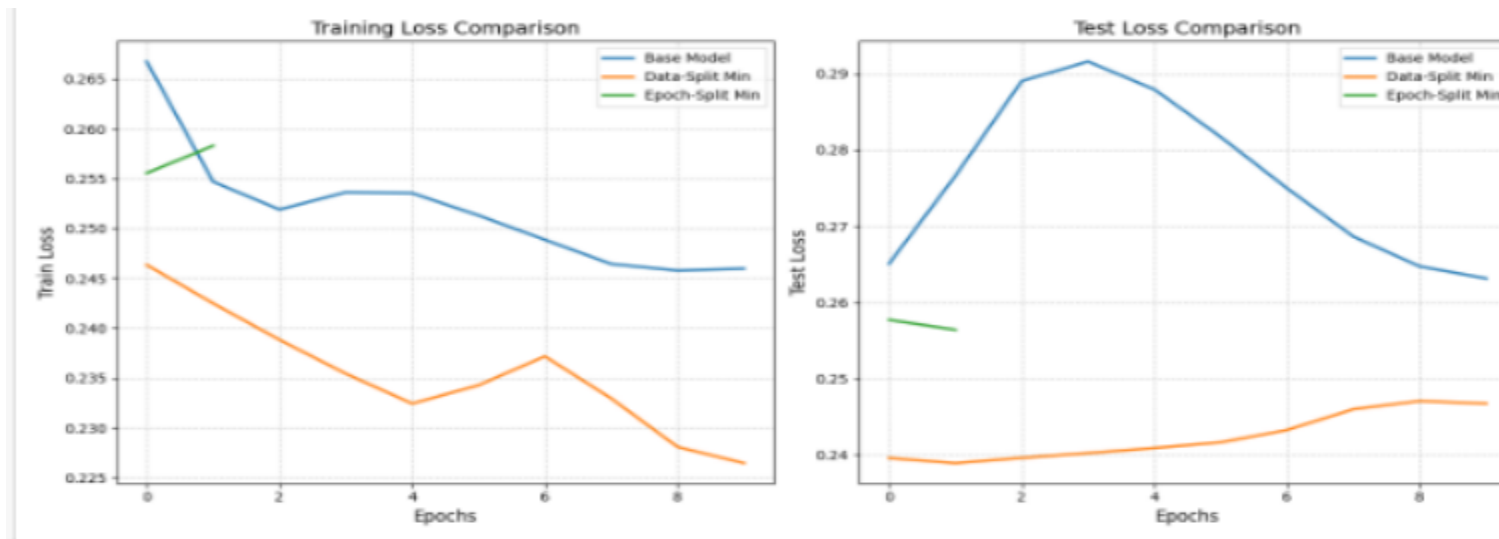 Training Loss Comparison
Base Model
Data-Split Min
Epoch-Split Min
0.265
0.260
0.255
0.250
0.245
0.240
0.235
0.230
0.225
Train Loss
0
2
4
6
8
Epochs
Test Loss Comparison
Base Model
Data-Split Min
Epoch-Split Min
0.29
0.28
0.27
0.26
0.25
0.24
Test Loss
0
2
4
6
8
Epochs